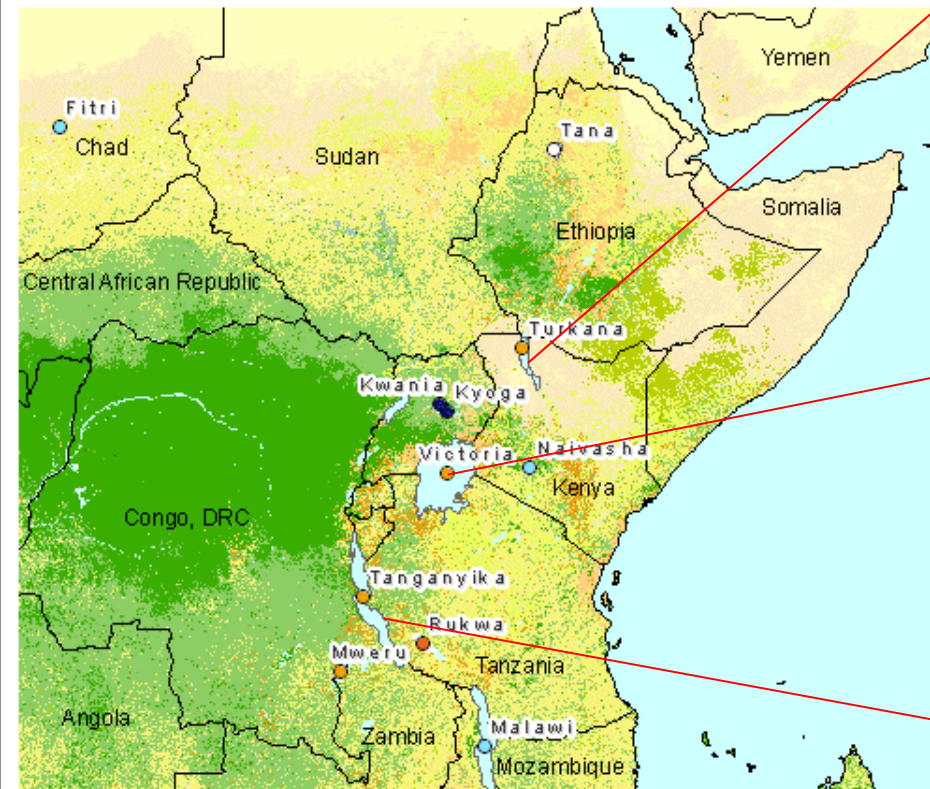 Yemen
Fitri
Chad
Sudan
Tana
Somalia
Ethiopia
Central African Republic
Turkana
Kwania
Kyoga
Victoria
Naivasha
Kenya
Congo, DRC
Tanganyika
Rukwa
Mweru
Tanzania
Angola
Zambia
Malawi
Mozambique